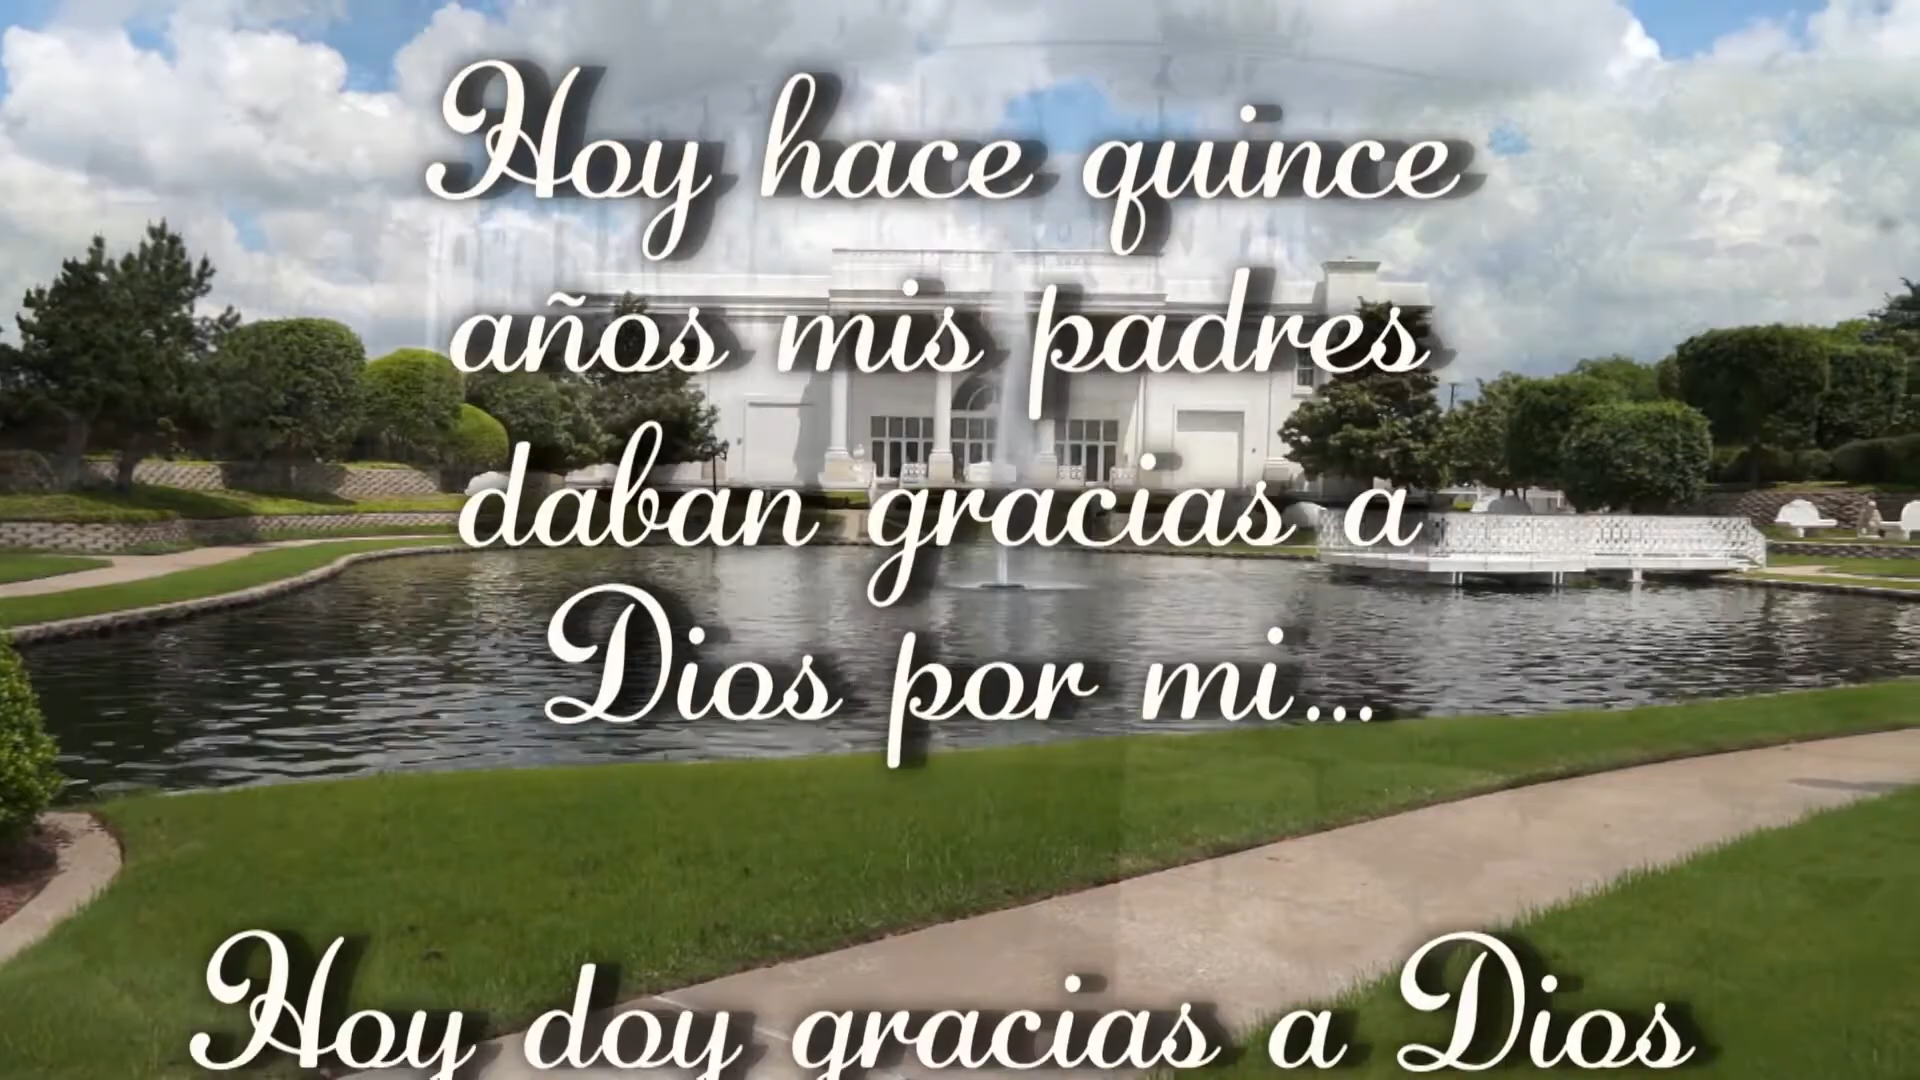 Hoy hace quince
años mis padres
daban gracias a
Dios por mi...
Hoy doy gracias a Dios